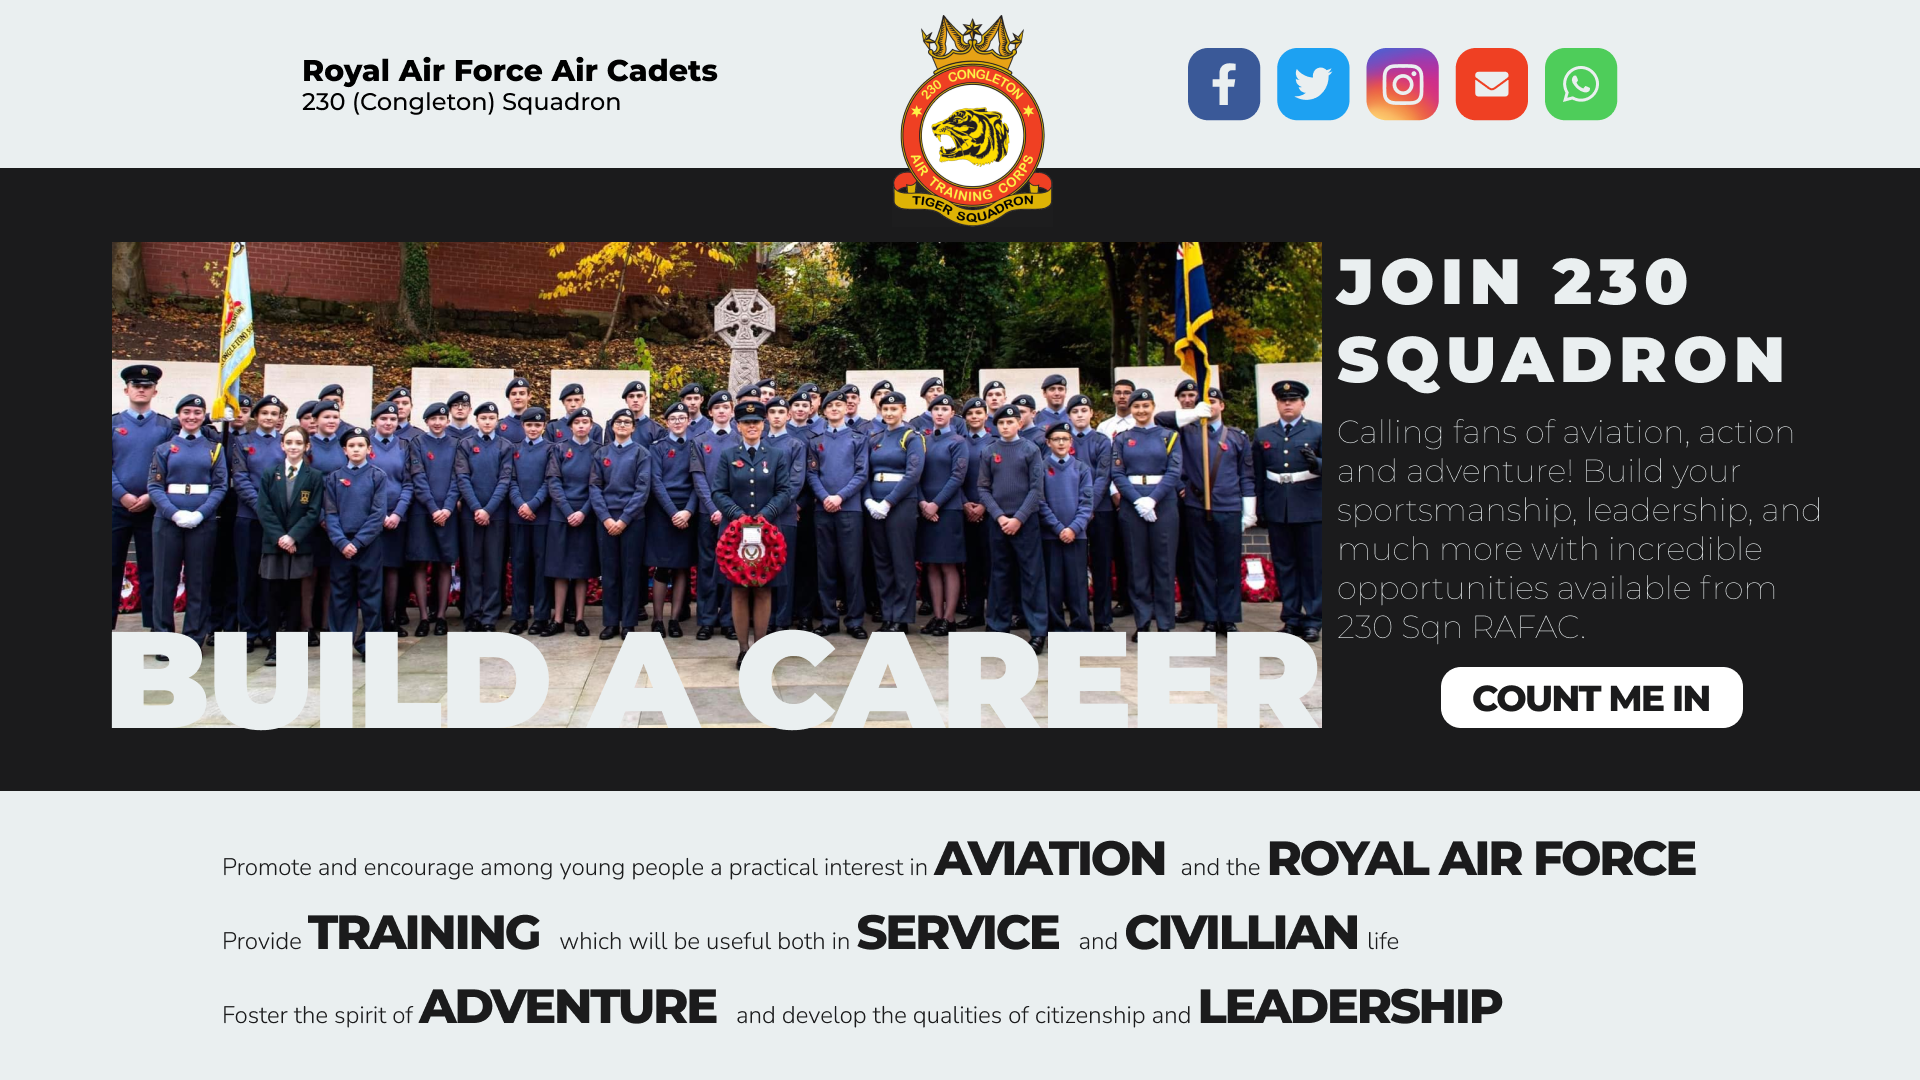 Royal Air Force Air Cadets
230 (Congleton) Squadron
230 CONGLETON
AIR TRAINING CORPS
TIGER SQUADRON
JOIN 230
SQUADRON
Calling fans of aviation, action
and adventure! Build your
sportsmanship, leadership, and
much more with incredible
opportunities available from
230 Sqn RAFAC.
COUNT ME IN
BUILD A CAREER
Promote and encourage among young people a practical interest in AVIATION and the ROYAL AIR FORCE
Provide TRAINING which will be useful both in SERVICE and CIVILLIAN life
Foster the spirit of ADVENTURE and develop the qualities of citizenship and LEADERSHIP